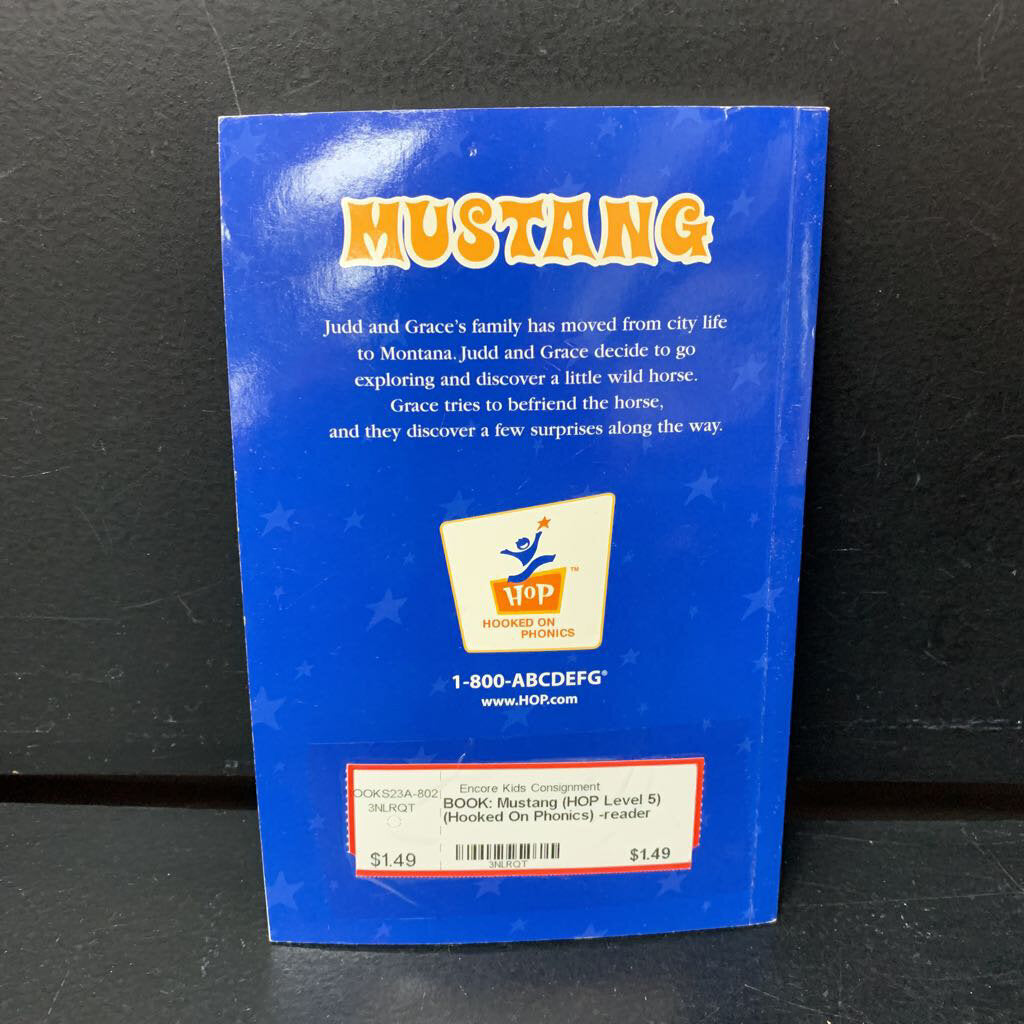 MUSTANG
Judd and Grace's family has moved from city life
to Montana. Judd and Grace decide to go
exploring and discover a little wild horse.
Grace tries to befriend the horse,
and they discover a few surprises along the way.
HOP™
HOOKED ON
PHONICS
1-800-ABCDEFG®
www.HOP.com
OOKS23A-802
3NLRQT
$1.49
Encore Kids Consignment
BOOK: Mustang (HOP Level 5)
(Hooked On Phonics) -reader
3NLRQT
$1.49